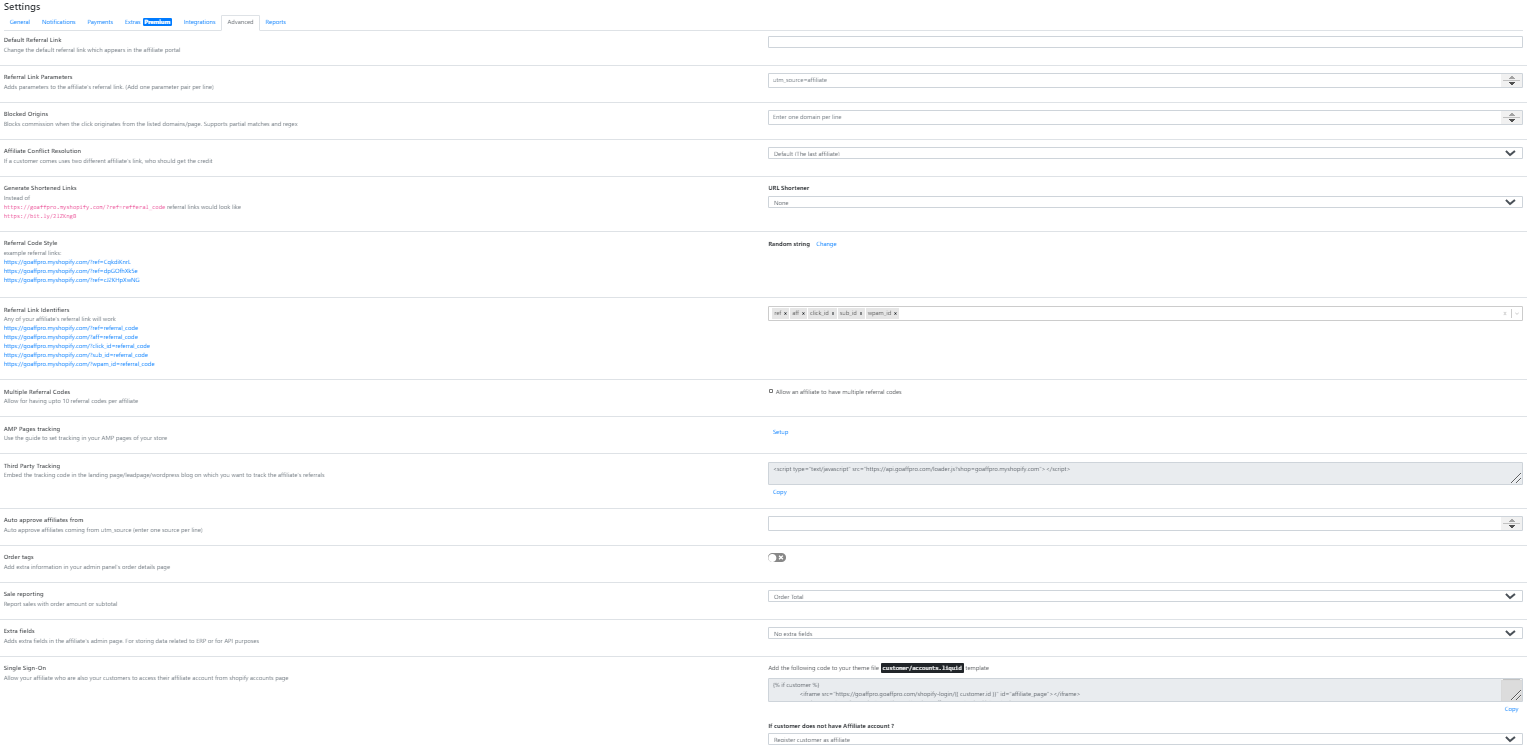 Settings
General Notifications Payments Extras Premium Integrations Advanced Reports
Default Referral Link
Change the default referral link which appears in the affiliate portal
Referral Link Parameters
Adds parameters to the affiliate's referral link. (Add one parameter pair per line)
utm_source=affiliate
Blocked Origins
Blocks commission when the click originates from the listed domains/page. Supports partial matches and regex
Enter one domain per line
Affiliate Conflict Resolution
If a customer comes uses two different affiliate's link, who should get the credit
Default (The last affiliate)
Generate Shortened Links
Instead of
https://goaffpro.myshopify.com/?ref=refferal_code referral links would look like
URL Shortener
None
Referral Code Style
example referral links
https://goaffpro.myshopify.com/?ref=
https://goaffpro.myshopify.com/?ref=
https://goaffpro.myshopify.com/?ref=
Random string Change
Referral Link Identifiers
Any of your affiliate's referral link will work
https://goaffpro.myshopify.com/?ref=referral_code
https://goaffpro.myshopify.com/?aff=referral_code
https://goaffpro.myshopify.com/?click_id=referral_code
https://goaffpro.myshopify.com/?sub_id=referral_code
https://goaffpro.myshopify.com/?wpam_id=referral_code
ref × aff × click_id × sub_id × wpam_id ×
Multiple Referral Codes
Allow for having upto 10 referral codes per affiliate
Allow an affiliate to have multiple referral codes
AMP Pages tracking
Use the guide to set tracking in your AMP pages of your store
Setup
Third Party Tracking
Embed the tracking code in the landing page/leadpage/wordpress blog on which you want to track the affiliate's referrals
<script type="text/javascript" src="https://api.goaffpro.com/loader.js?shop=goaffpro.myshopify.com"></script>
Copy
Auto approve affiliates from
Auto approve affiliates coming from utm_source (enter one source per line)
Order tags
Add extra information in your admin panel's order details page
Sale reporting
Report sales with order amount or subtotal
Order Total
Extra fields
Adds extra fields in the affiliate's admin page. For storing data related to ERP or for API purposes
No extra fields
Single Sign-On
Allow your affiliate who are also your customers to access their affiliate account from shopify accounts page
Add the following code to your theme file customer/accounts.liquid template
{% if customer %}
<iframe src="https://goaffpro.goaffpro.com/shopify-login/{{ customer.id }}" id="affiliate_page"></iframe>
Copy
If customer does not have Affiliate account ?
Register customer as affiliate